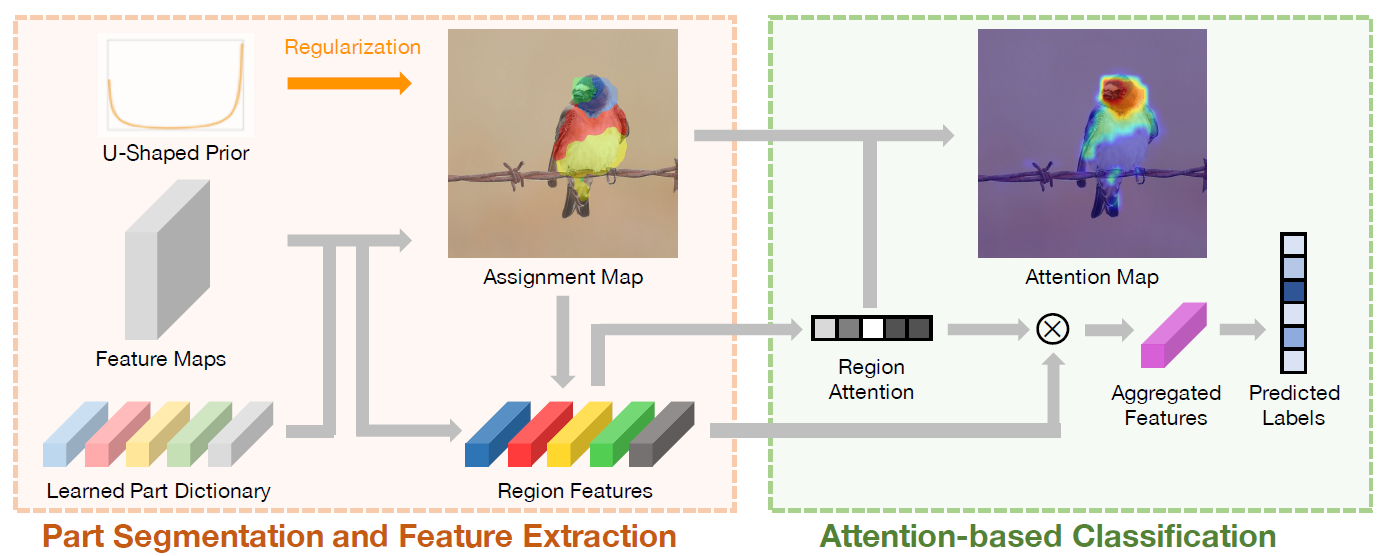 Regularization
U-Shaped Prior
Feature Maps
Learned Part Dictionary
Assignment Map
Region Features
Part Segmentation and Feature Extraction
Attention Map
Region
Attention
Aggregated
Features
Predicted
Labels
Attention-based Classification